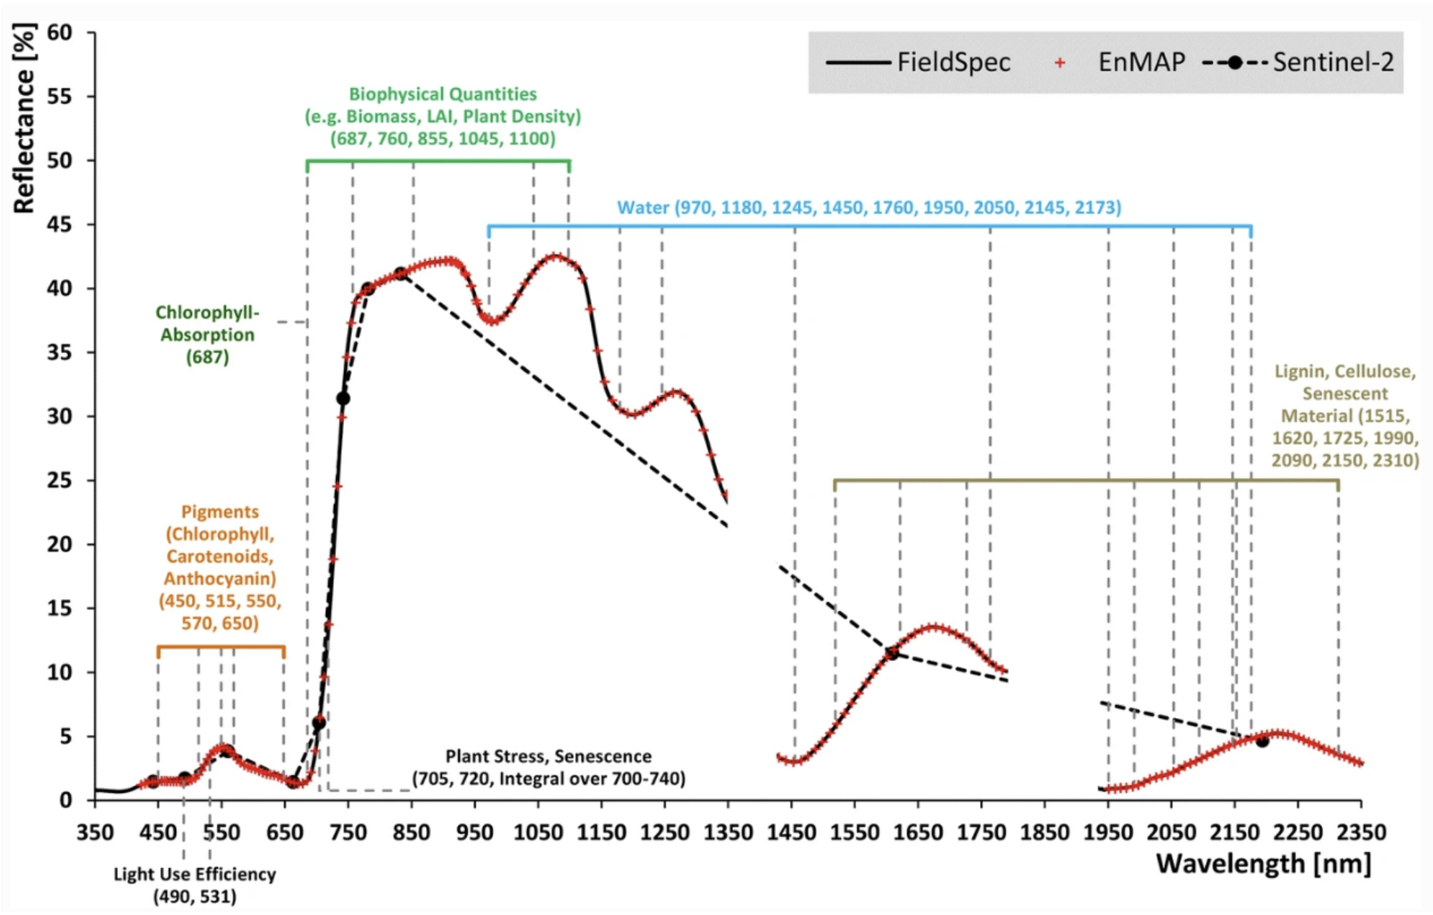 Reflectance [%]
60
55
50
45
40
35
30
25
20
15
10
5
0
FieldSpec
EnMAP
Sentinel-2
Biophysical Quantities
(e.g. Biomass, LAI, Plant Density)
(687, 760, 855, 1045, 1100)
Water (970, 1180, 1245, 1450, 1760, 1950, 2050, 2145, 2173)
Chlorophyll-
Absorption
(687)
Lignin, Cellulose,
Senescent
Material (1515,
1620, 1725, 1990,
2090, 2150, 2310)
Pigments
(Chlorophyll,
Carotenoids,
Anthocyanin)
(450, 515, 550,
570, 650)
Plant Stress, Senescence
(705, 720, Integral over 700-740)
350 450 550 650 750 850 950 1050 1150 1250 1350 1450 1550 1650 1750 1850 1950 2050 2150 2250 2350
Wavelength [nm]
Light Use Efficiency
(490, 531)